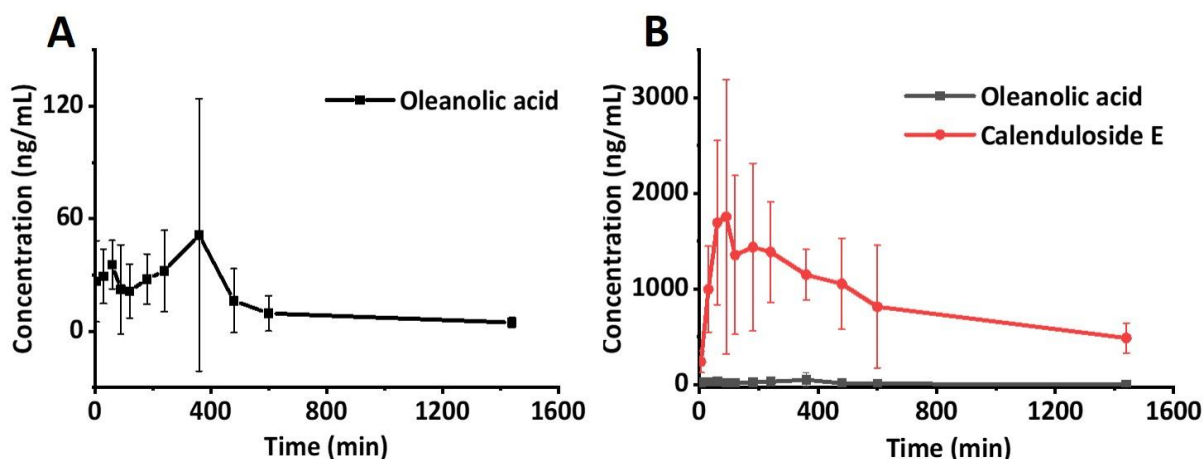 A
Concentration (ng/mL)
120
60
0
Oleanolic acid
0
400
800
1200
1600
Time (min)
B
Concentration (ng/mL)
3000
2000
1000
0
Oleanolic acid
Calenduloside E
0
400
800
1200
1600
Time (min)